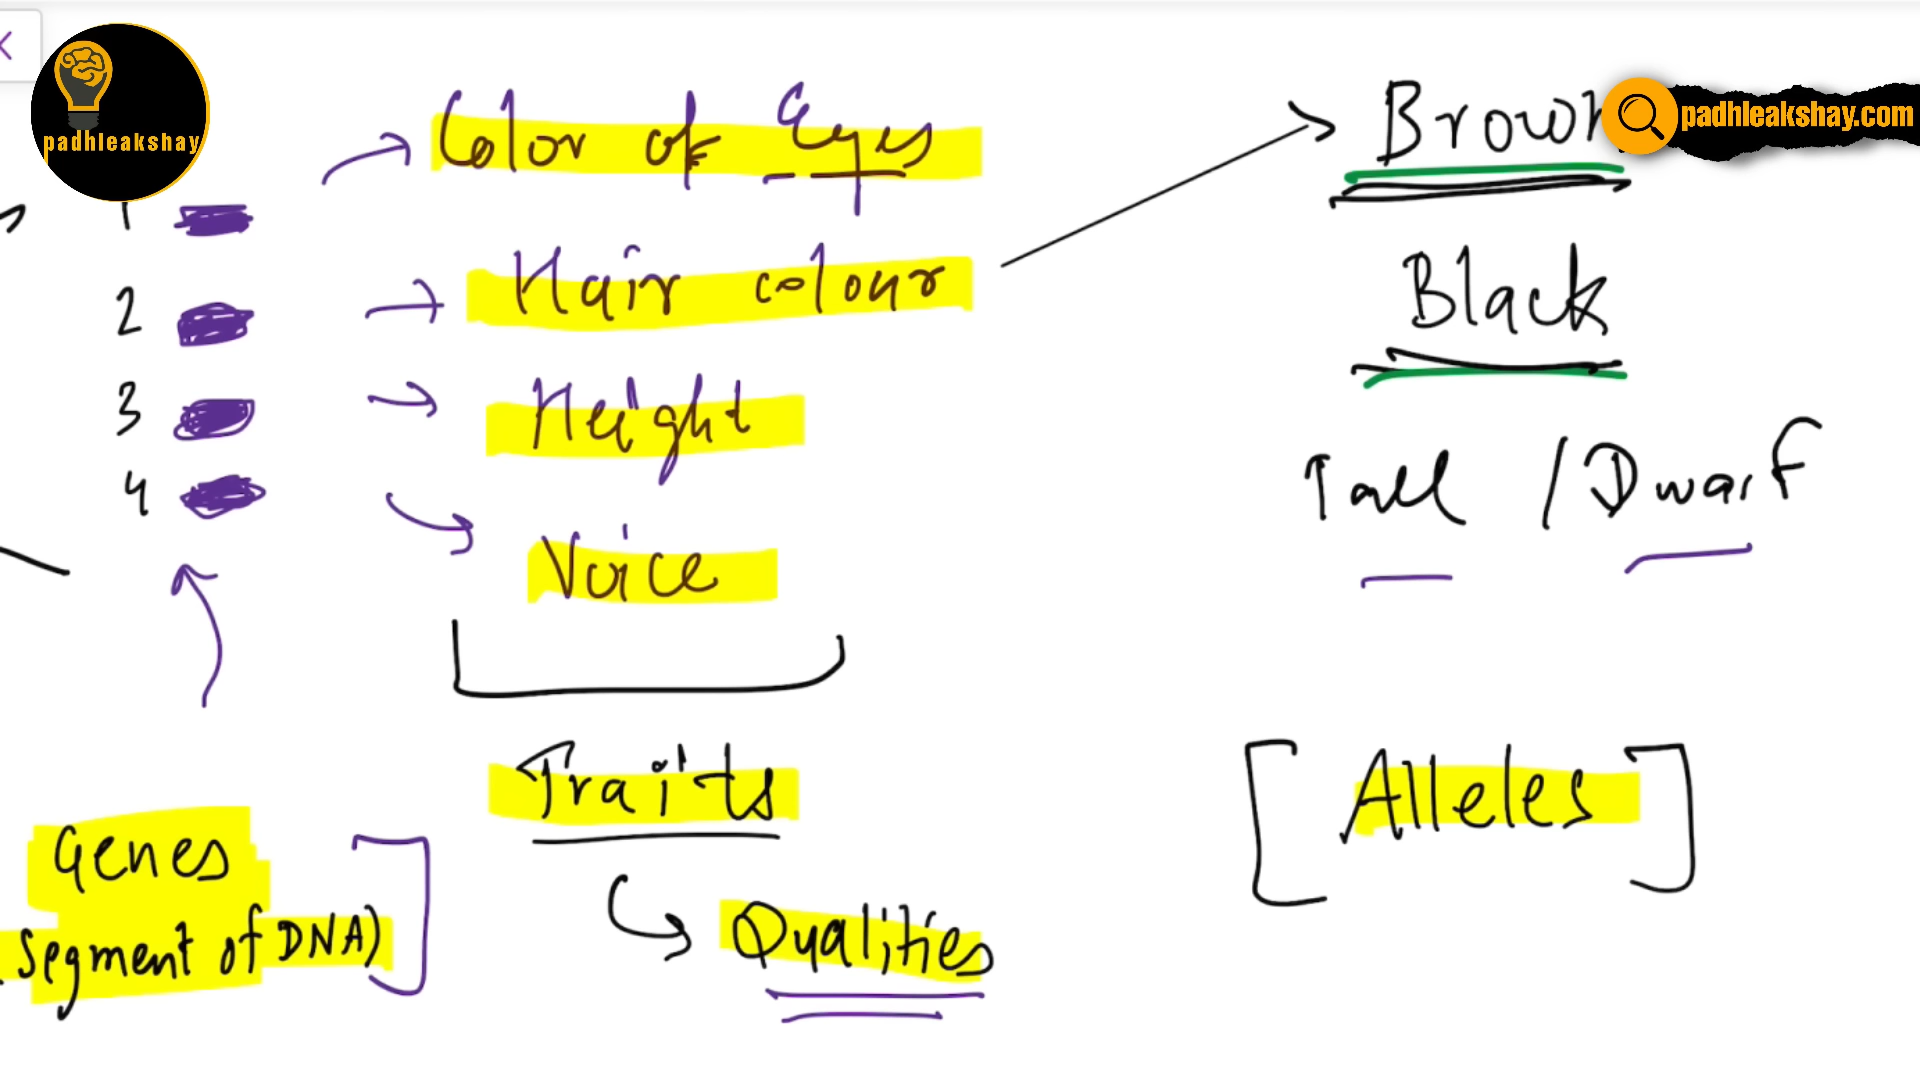 padhleakshay
padhleakshay.com
1
2
3
4
Color of Eyes
Hair colour
Height
Voice
Traits
Qualities
Genes
Segment of DNA)
Brown
Black
Tall / Dwarf
[Alleles]